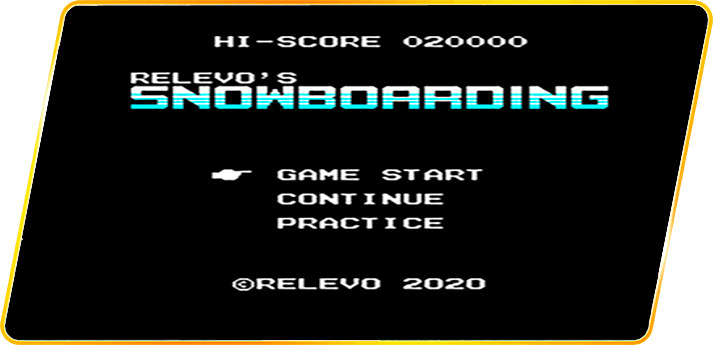 HI-SCORE 020000
RELEVO'S
SNOWBOARDING
GAME START
CONTINUE
PRACTICE
©RELEVO 2020